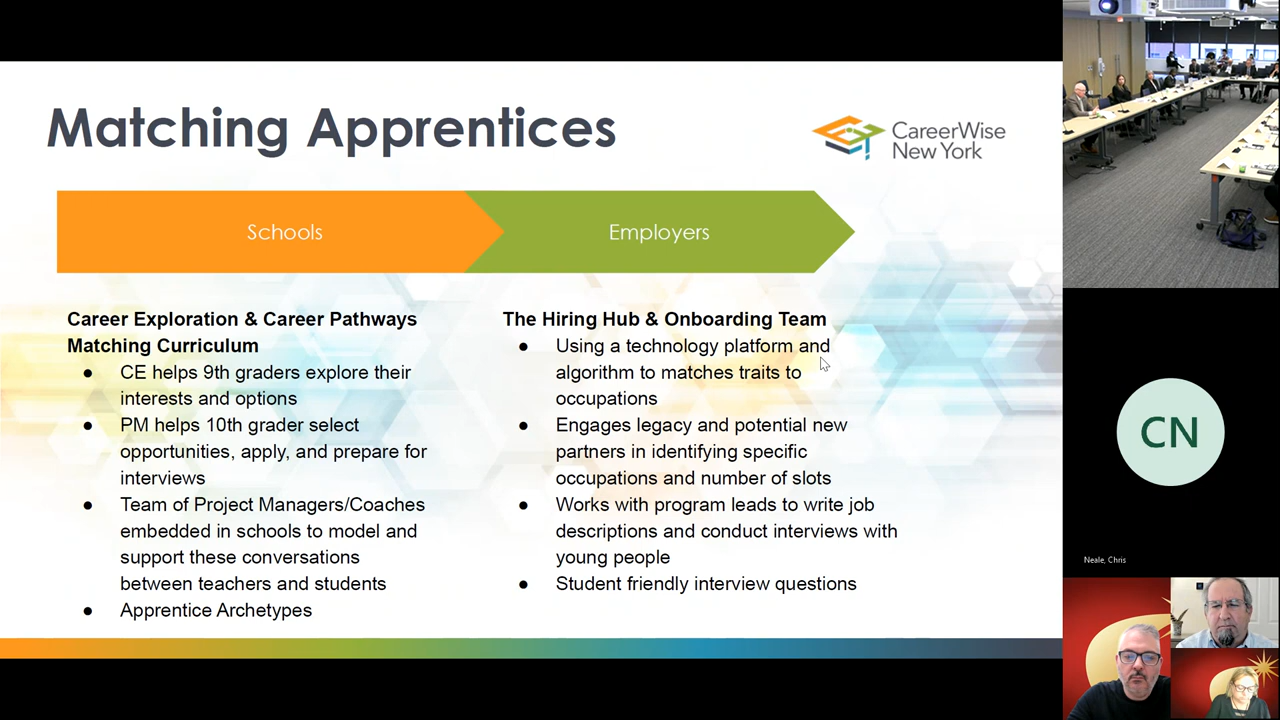 Matching Apprentices
CareerWise
New York
Schools
Employers
Career Exploration & Career Pathways
Matching Curriculum
● CE helps 9th graders explore their
interests and options
● PM helps 10th grader select
opportunities, apply, and prepare for
interviews
● Team of Project Managers/Coaches
embedded in schools to model and
support these conversations
between teachers and students
● Apprentice Archetypes
The Hiring Hub & Onboarding Team
● Using a technology platform and
algorithm to matches traits to
occupations
● Engages legacy and potential new
partners in identifying specific
occupations and number of slots
● Works with program leads to write job
descriptions and conduct interviews with
young people
● Student friendly interview questions
CN
Neale, Chris